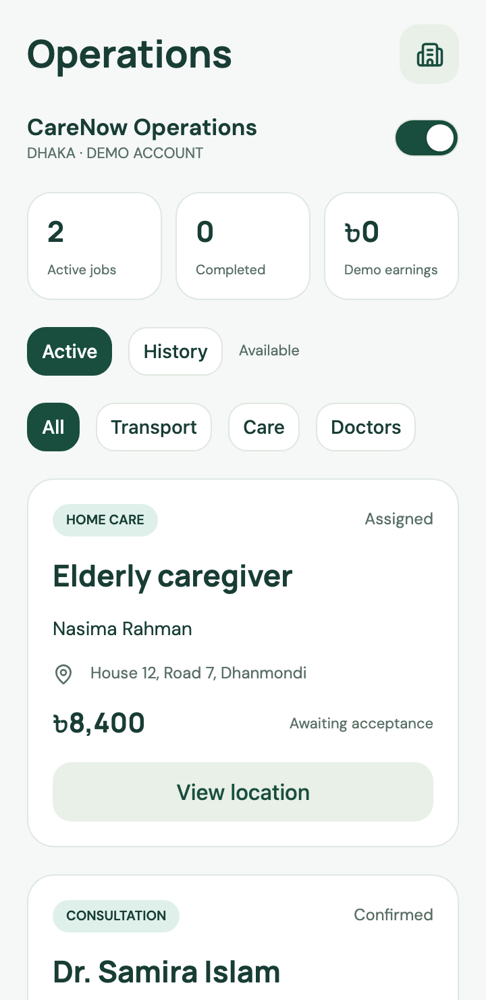 Operations
CareNow Operations
DHAKA · DEMO ACCOUNT
2
Active jobs
0
Completed
৳0
Demo earnings
Active
History
Available
All
Transport
Care
Doctors
HOME CARE
Assigned
Elderly caregiver
Nasima Rahman
House 12, Road 7, Dhanmondi
৳8,400
Awaiting acceptance
View location
CONSULTATION
Confirmed
Dr. Samira Islam